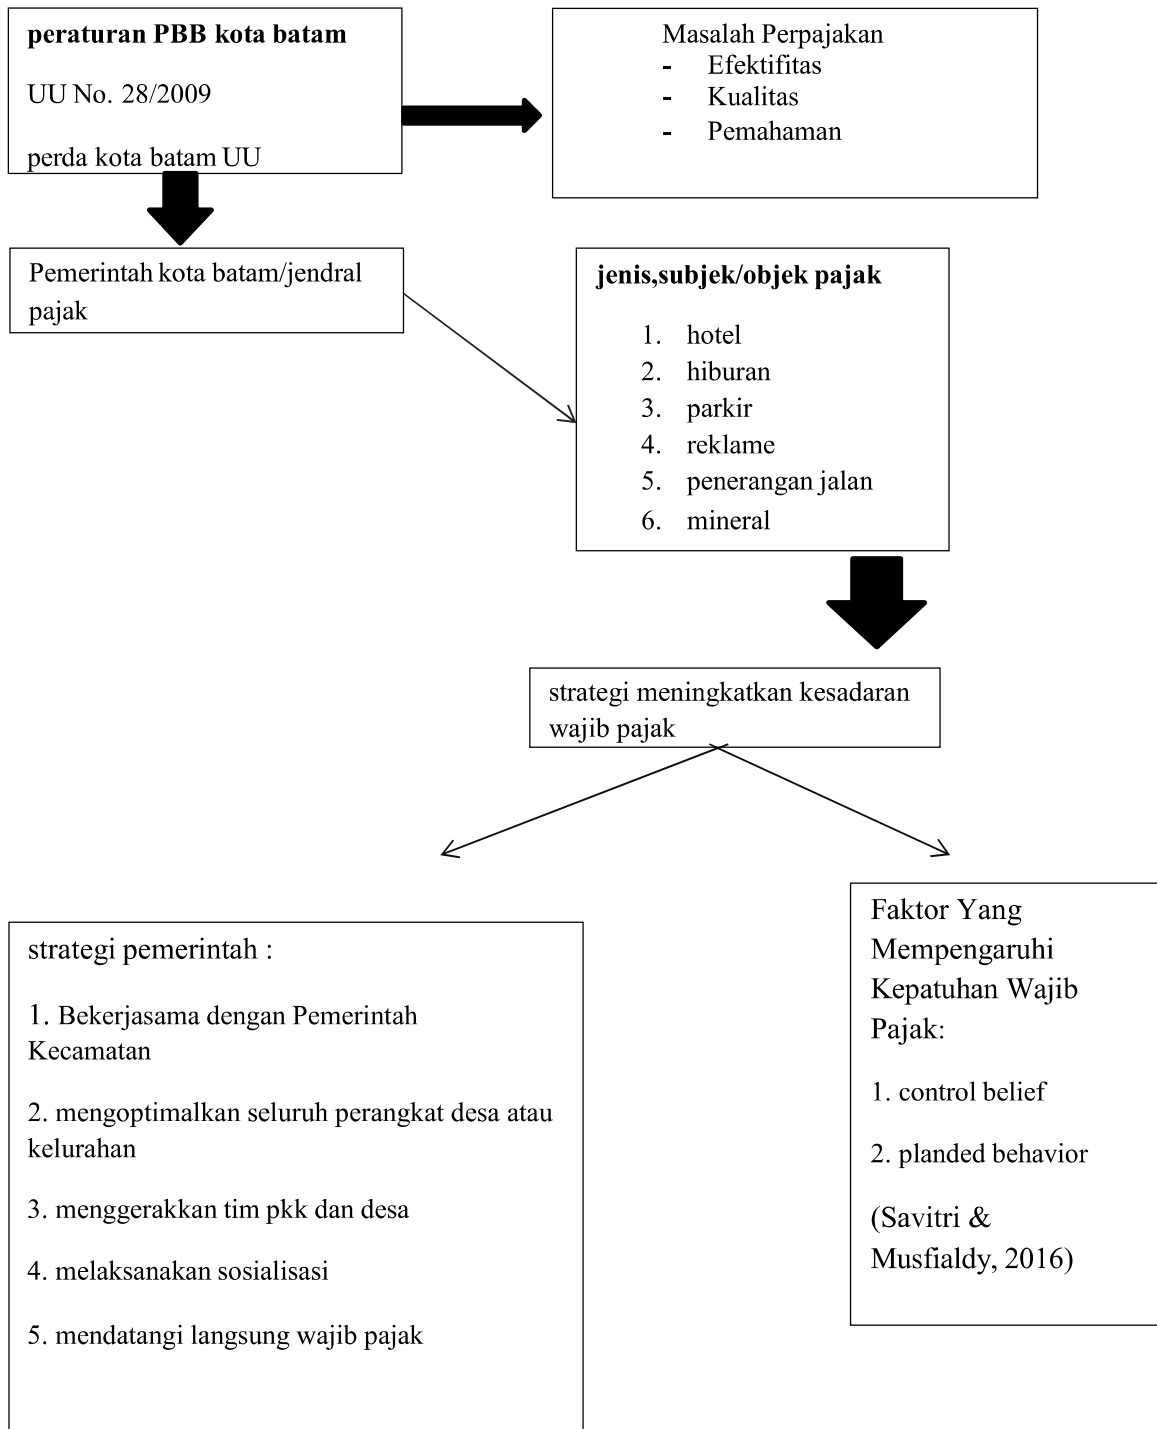 peraturan PBB kota batam
UU No. 28/2009
perda kota batam UU
Masalah Perpajakan
- Efektifitas
- Kualitas
- Pemahaman
Pemerintah kota batam/jendral
pajak
jenis,subjek/objek pajak
1. hotel
2. hiburan
3. parkir
4. reklame
5. penerangan jalan
6. mineral
strategi meningkatkan kesadaran
wajib pajak
strategi pemerintah :
1. Bekerjasama dengan Pemerintah
Kecamatan
2. mengoptimalkan seluruh perangkat desa atau
kelurahan
3. menggerakkan tim pkk dan desa
4. melaksanakan sosialisasi
5. mendatangi langsung wajib pajak
Faktor Yang
Mempengaruhi
Kepatuhan Wajib
Pajak:
1. control belief
2. planded behavior
(Savitri &
Musfialdy, 2016)